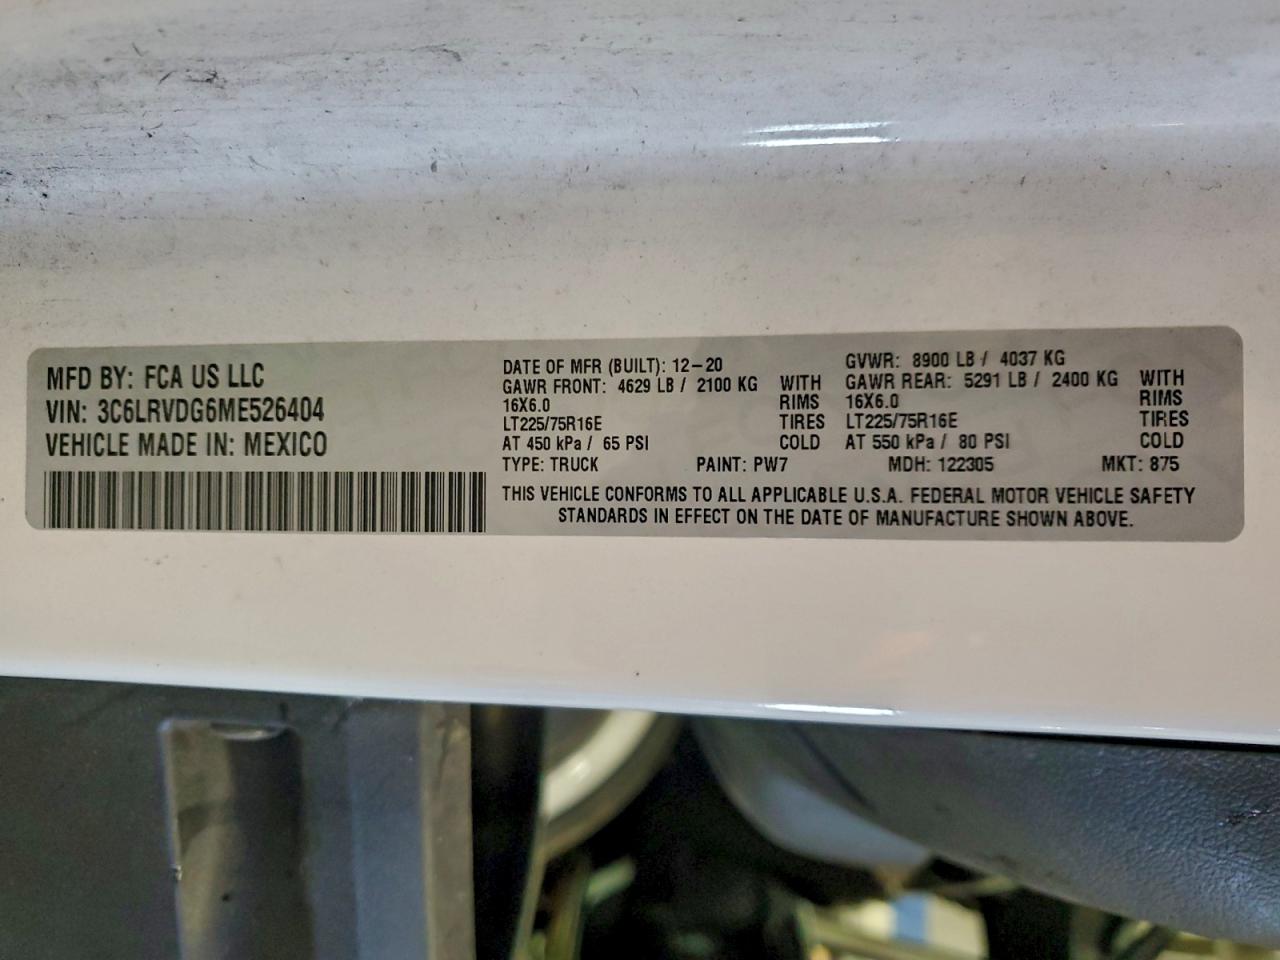 MFD BY: FCA US LLC
VIN: 3C6LRVDG6ME526404
VEHICLE MADE IN: MEXICO
DATE OF MFR (BUILT): 12-20
GAWR FRONT: 4629 LB / 2100 KG WITH
16X6.0 RIMS
LT225/75R16E TIRES
AT 450 kPa / 65 PSI COLD
GVWR: 8900 LB / 4037 KG
GAWR REAR: 5291 LB / 2400 KG WITH
16X6.0 RIMS
LT225/75R16E TIRES
AT 550 kPa / 80 PSI COLD
TYPE: TRUCK PAINT: PW7 MDH: 122305 MKT: 875
THIS VEHICLE CONFORMS TO ALL APPLICABLE U.S.A. FEDERAL MOTOR VEHICLE SAFETY
STANDARDS IN EFFECT ON THE DATE OF MANUFACTURE SHOWN ABOVE.